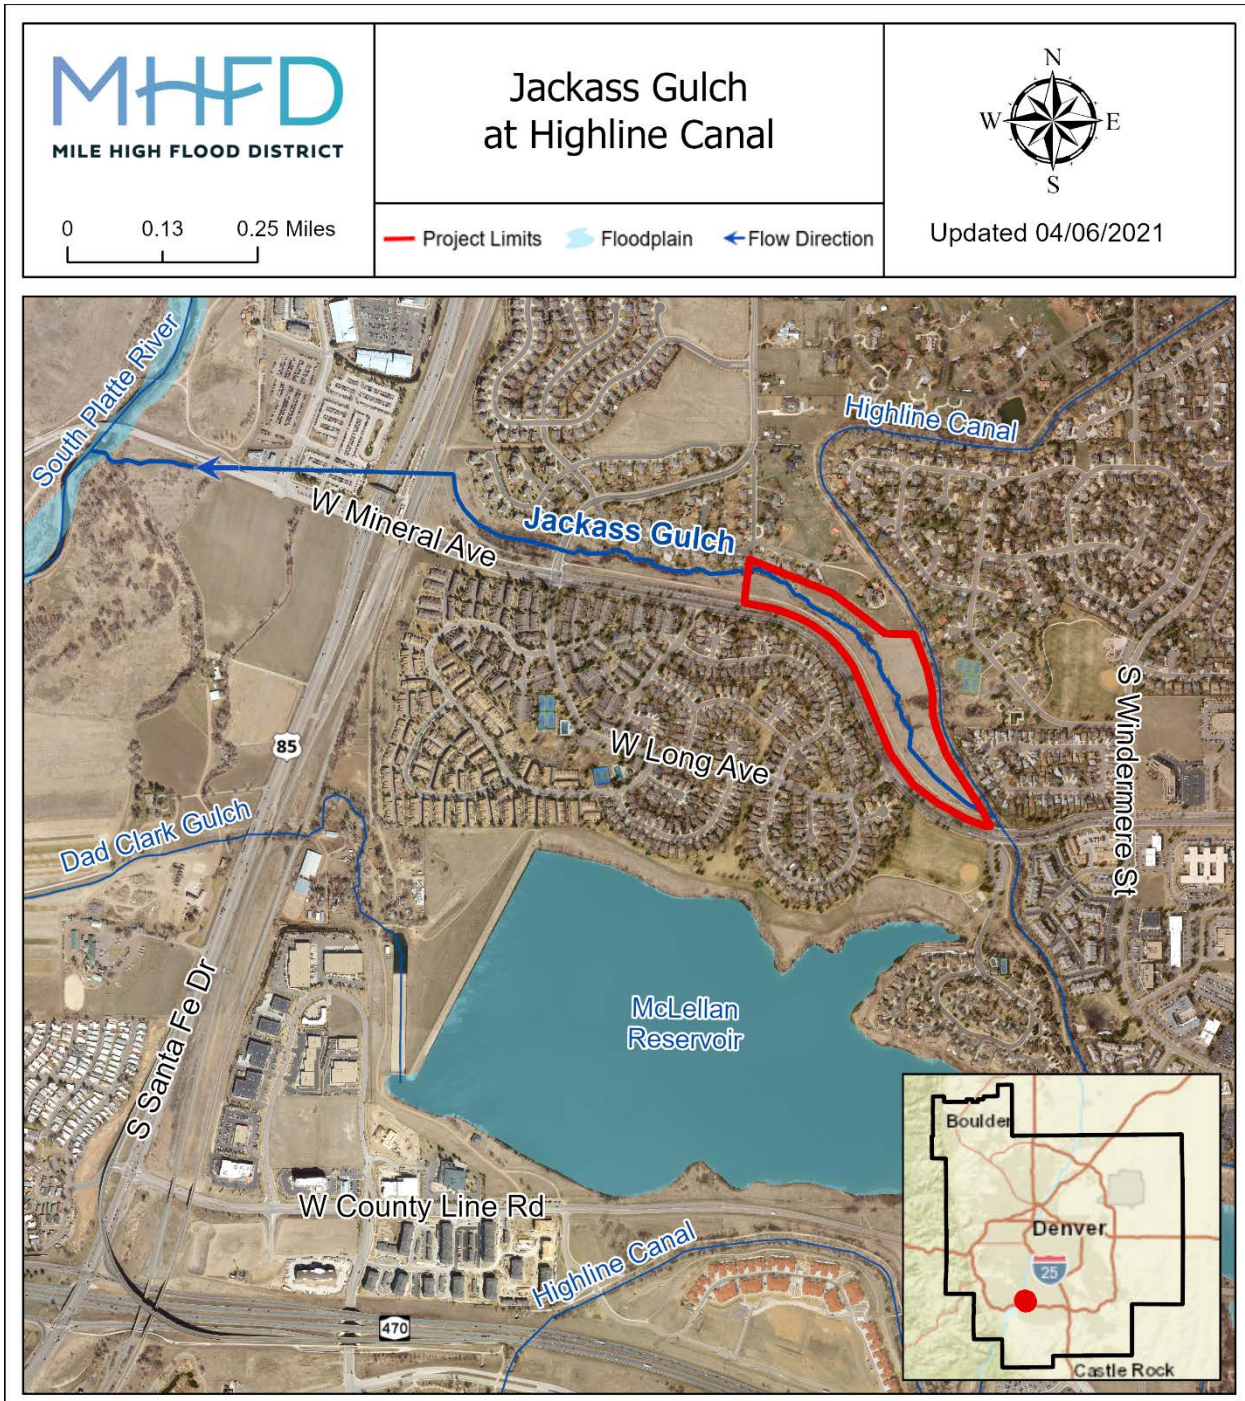 MHFD
MILE HIGH FLOOD DISTRICT
0 0.13 0.25 Miles
Jackass Gulch
at Highline Canal
Project Limits Floodplain Flow Direction
N
W E
S
Updated 04/06/2021
South Platte River
Highline Canal
W Mineral Ave
Jackass Gulch
S Windermere St
85
W Long Ave
Dad Clark Gulch
S Santa Fe Dr
McLellan
Reservoir
W County Line Rd
Highline Canal
470
Boulder
Denver
25
Castle Rock